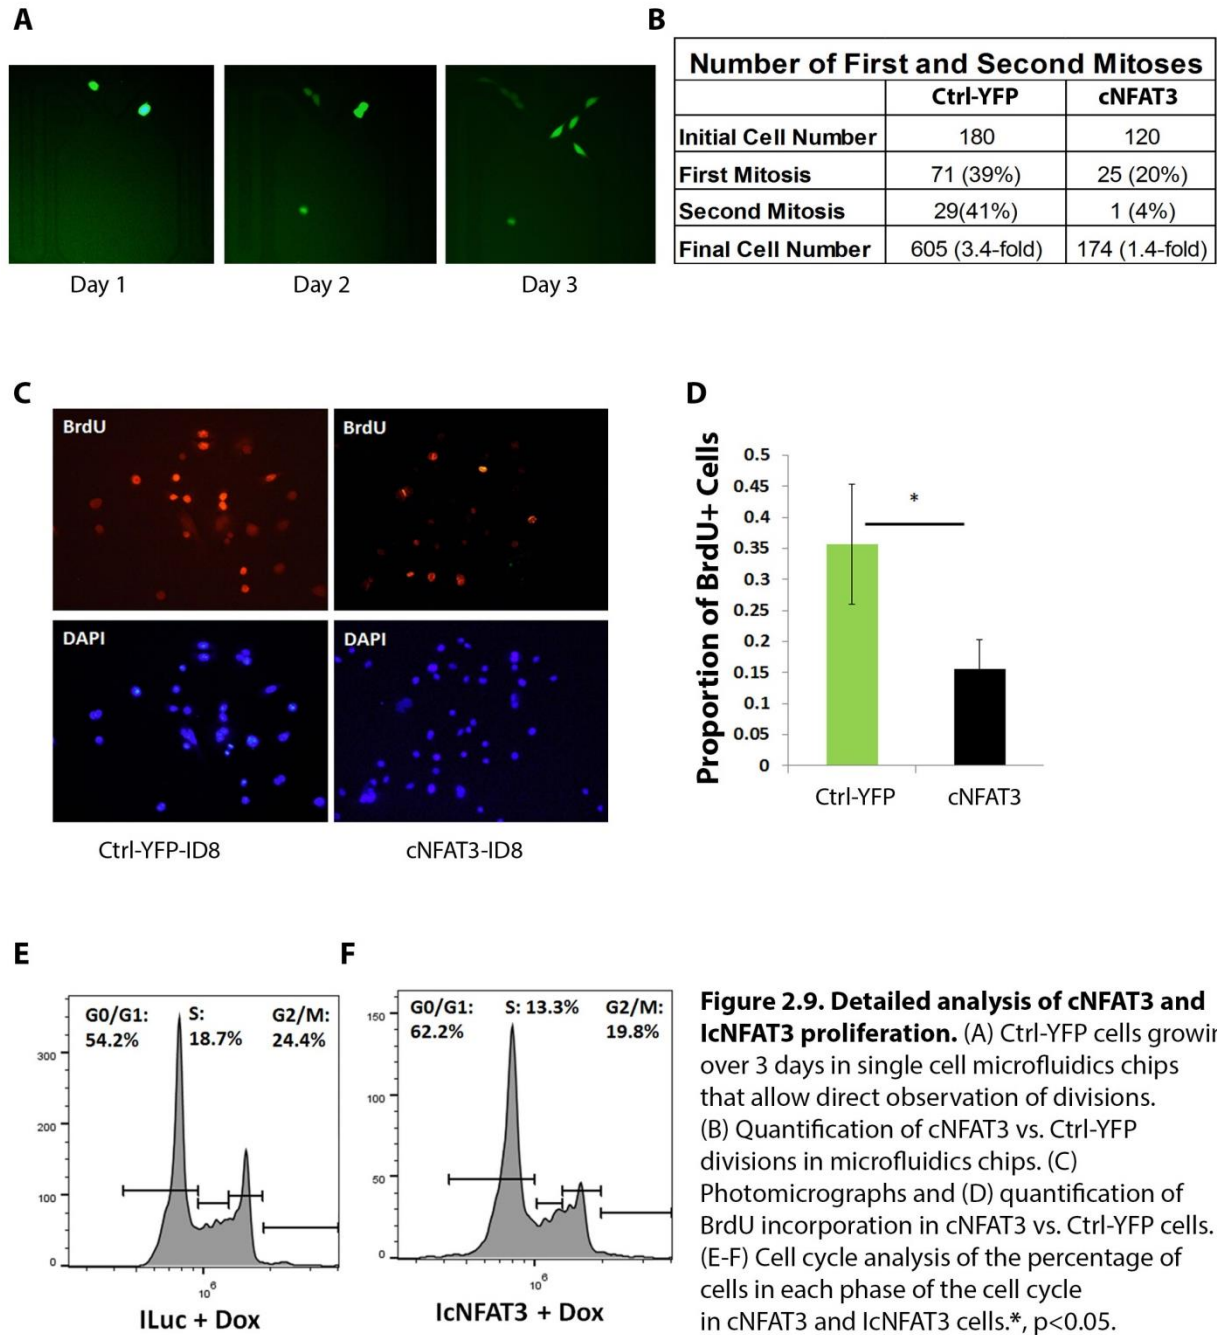 A
B
Day 1
Day 2
Day 3
Number of First and Second Mitoses
Ctrl-YFP cNFAT3
Initial Cell Number 180 120
First Mitosis 71 (39%) 25 (20%)
Second Mitosis 29(41%) 1 (4%)
Final Cell Number 605 (3.4-fold) 174 (1.4-fold)
C
BrdU
BrdU
DAPI
DAPI
Ctrl-YFP-ID8
cNFAT3-ID8
D
Proportion of BrdU+ Cells
0.5
0.45
0.4
0.35
0.3
0.25
0.2
0.15
0.1
0.05
0
*
Ctrl-YFP
cNFAT3
E
G0/G1: S: G2/M:
54.2% 18.7% 24.4%
300
200
100
0
10^6
ILuc + Dox
F
G0/G1: S: 13.3% G2/M:
62.2% 19.8%
150
100
50
0
10^6
IcNFAT3 + Dox
Figure 2.9. Detailed analysis of cNFAT3 and
IcNFAT3 proliferation. (A) Ctrl-YFP cells growin
over 3 days in single cell microfluidics chips
that allow direct observation of divisions.
(B) Quantification of cNFAT3 vs. Ctrl-YFP
divisions in microfluidics chips. (C)
Photomicrographs and (D) quantification of
BrdU incorporation in cNFAT3 vs. Ctrl-YFP cells.
(E-F) Cell cycle analysis of the percentage of
cells in each phase of the cell cycle
in cNFAT3 and IcNFAT3 cells.*, p<0.05.